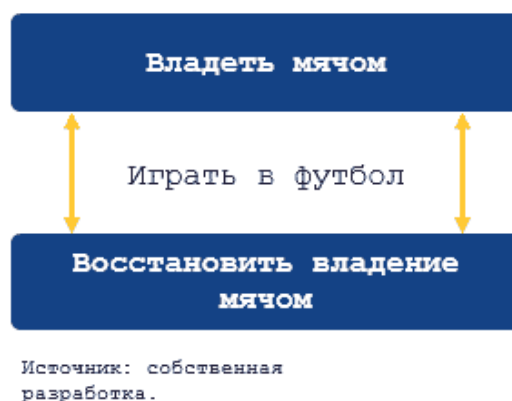 Владеть мячом
Играть в футбол
Восстановить владение
мячом
Источник: собственная
разработка.